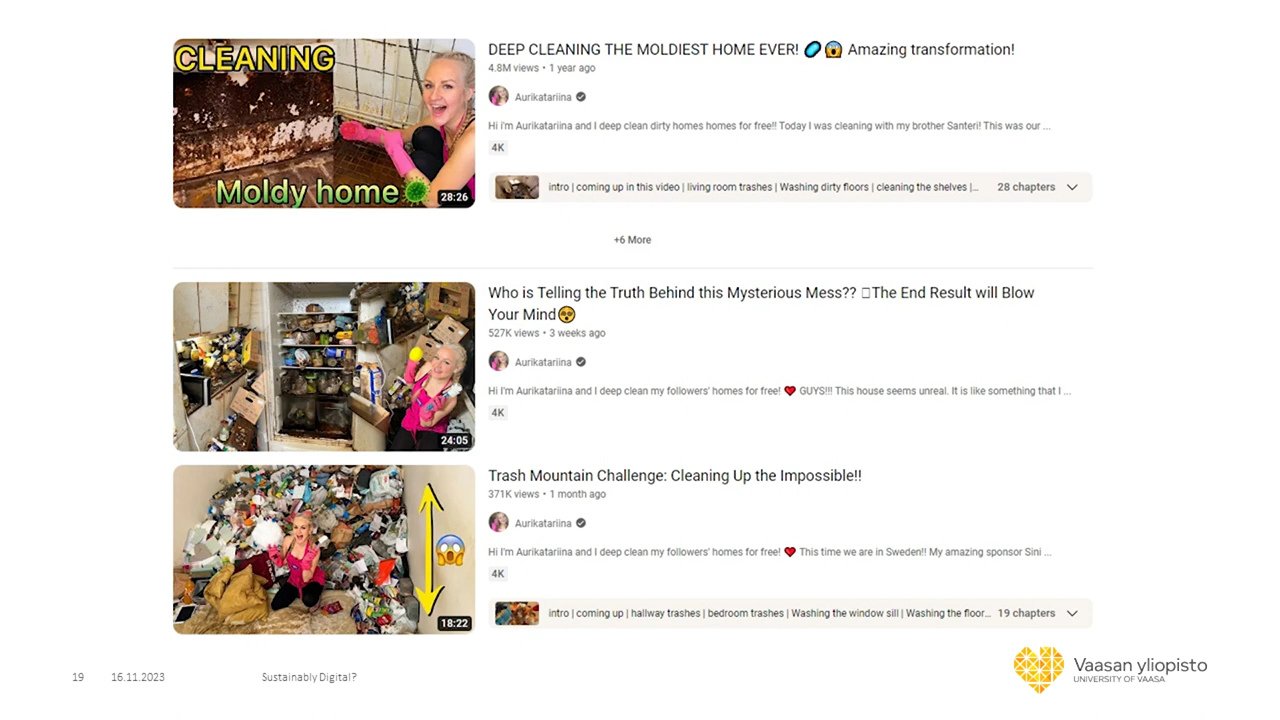 CLEANING
Moldy home
28:26
DEEP CLEANING THE MOLDIEST HOME EVER! 🦠😱 Amazing transformation!
4.8M views • 1 year ago
Aurikatariina
Hi i'm Aurikatariina and I deep clean dirty homes homes for free!! Today I was cleaning with my brother Santeri! This was our ...
4K
intro | coming up in this video | living room trashes | Washing dirty floors | cleaning the shelves |... 28 chapters
+6 More
24:05
Who is Telling the Truth Behind this Mysterious Mess?? The End Result will Blow
Your Mind😵
527K views • 3 weeks ago
Aurikatariina
Hi I'm Aurikatariina and I deep clean my followers' homes for free! ❤️ GUYS!!! This house seems unreal. It is like something that I ...
4K
18:22
Trash Mountain Challenge: Cleaning Up the Impossible!!
371K views • 1 month ago
Aurikatariina
Hi I'm Aurikatariina and I deep clean my followers' homes for free! ❤️ This time we are in Sweden!! My amazing sponsor Sini ...
4K
intro | coming up | hallway trashes | bedroom trashes | Washing the window sill | Washing the floor... 19 chapters
19 16.11.2023 Sustainably Digital?
Vaasan yliopisto
UNIVERSITY OF VAASA